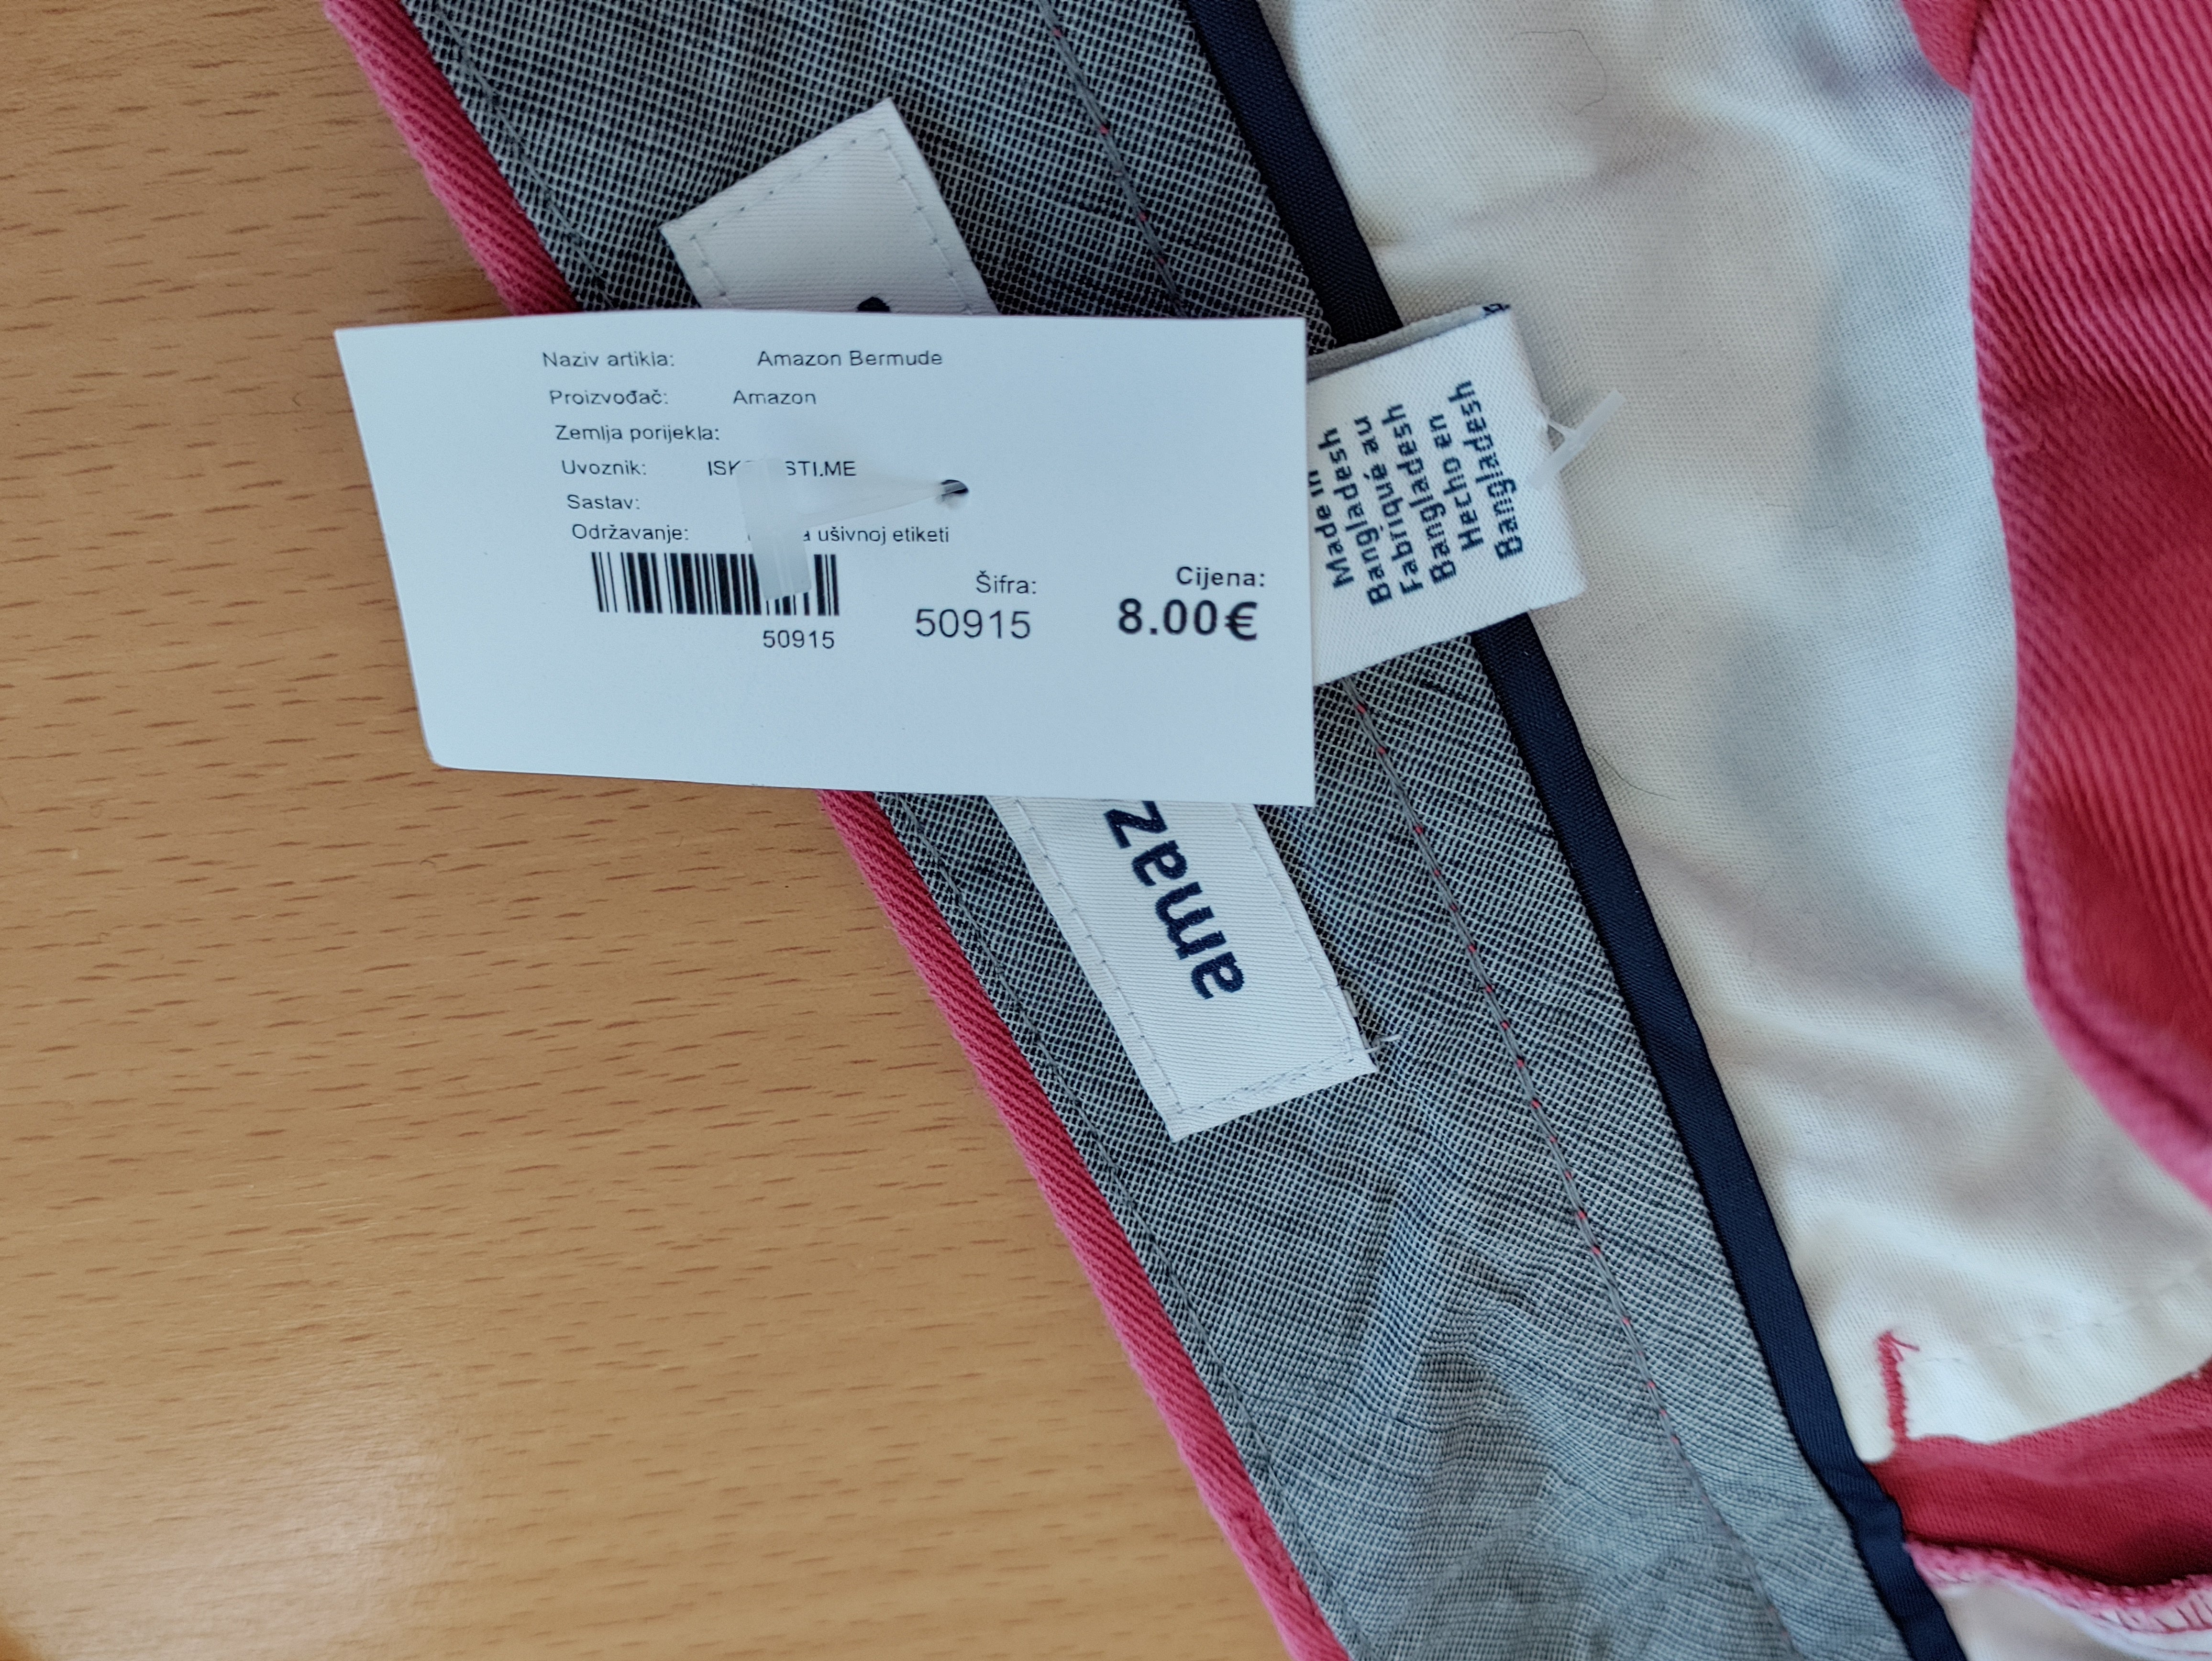 Naziv artikla: Amazon Bermude
Proizvođač: Amazon
Zemlja porijekla:
Uvoznik:
Sastav:
Održavanje: ušivnoj etiketi
50915
Šifra:
50915
Cijena:
8.00€
Made in
Bangladesh
Fabriqué au
Bangladesh
Hecho en
Bangladesh
amaz